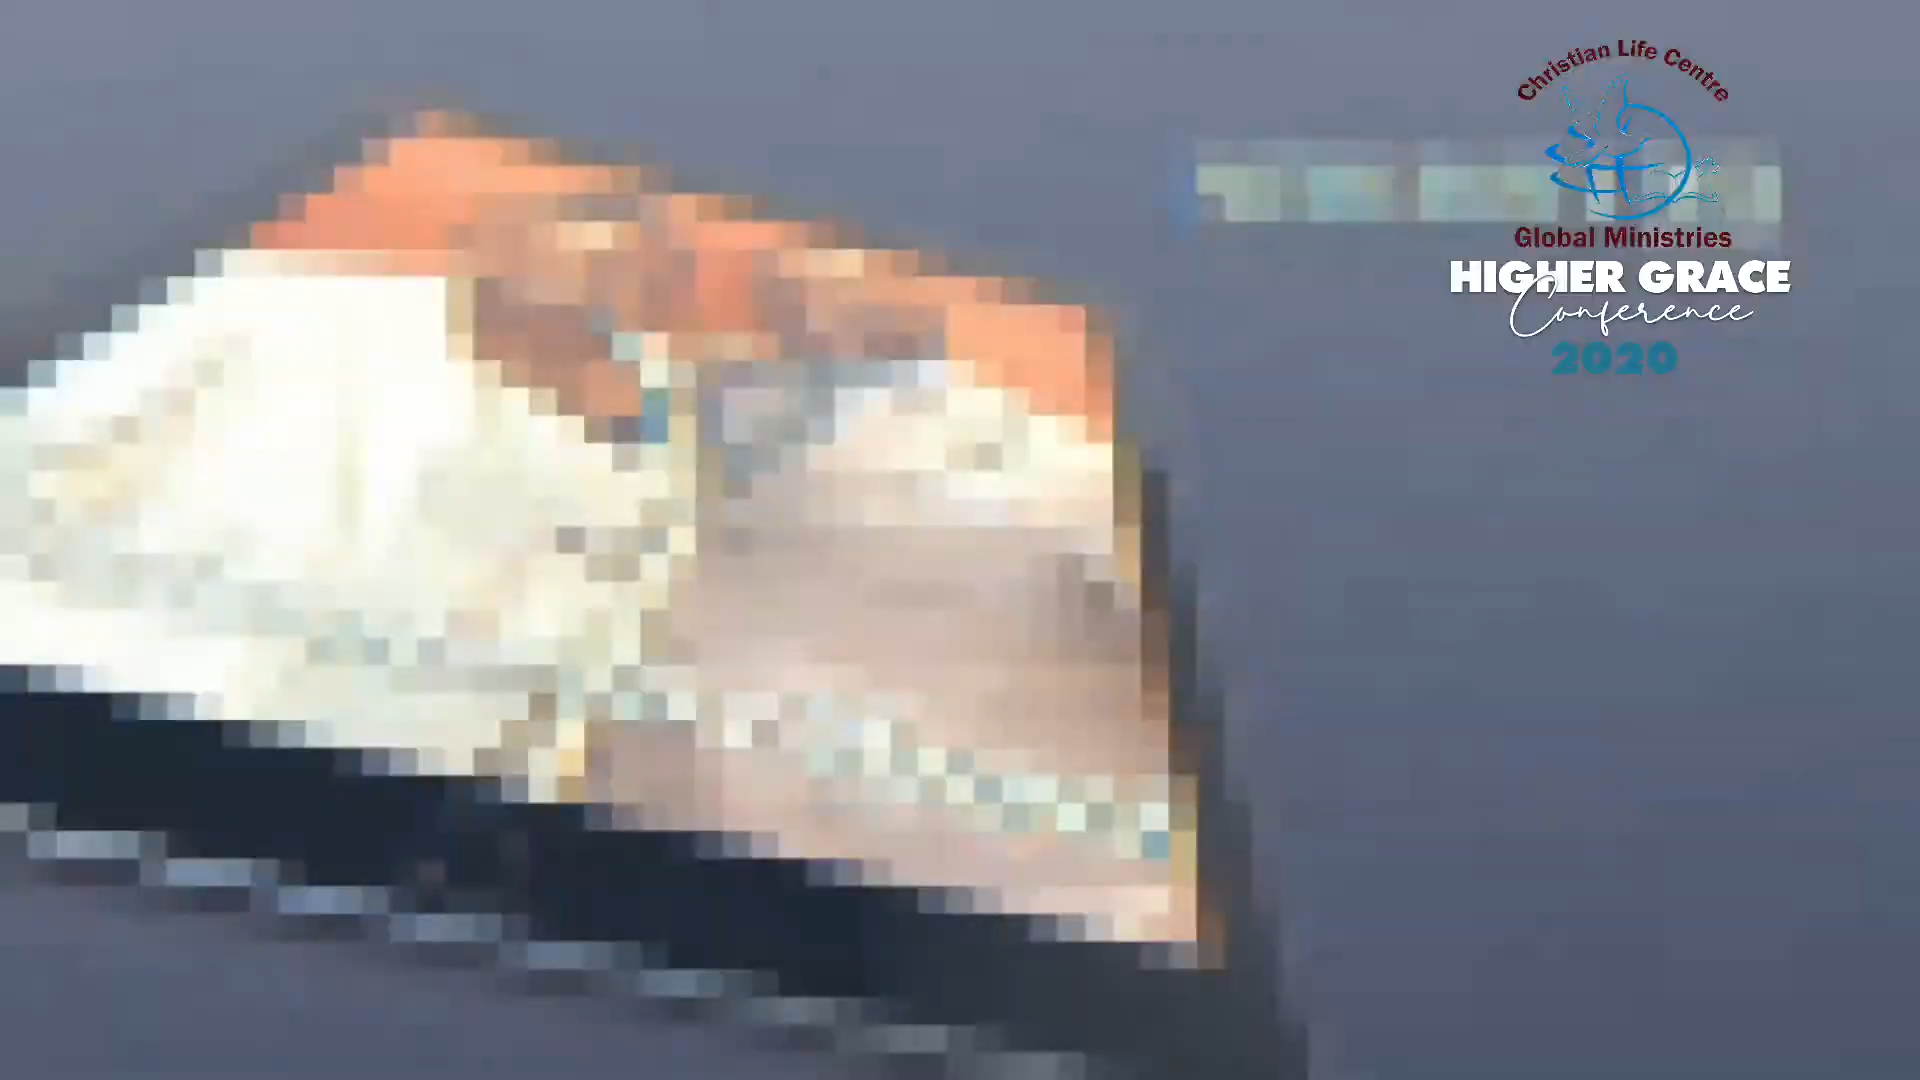 Christian Life Centre
Global Ministries
HIGHER GRACE
Conference
2020